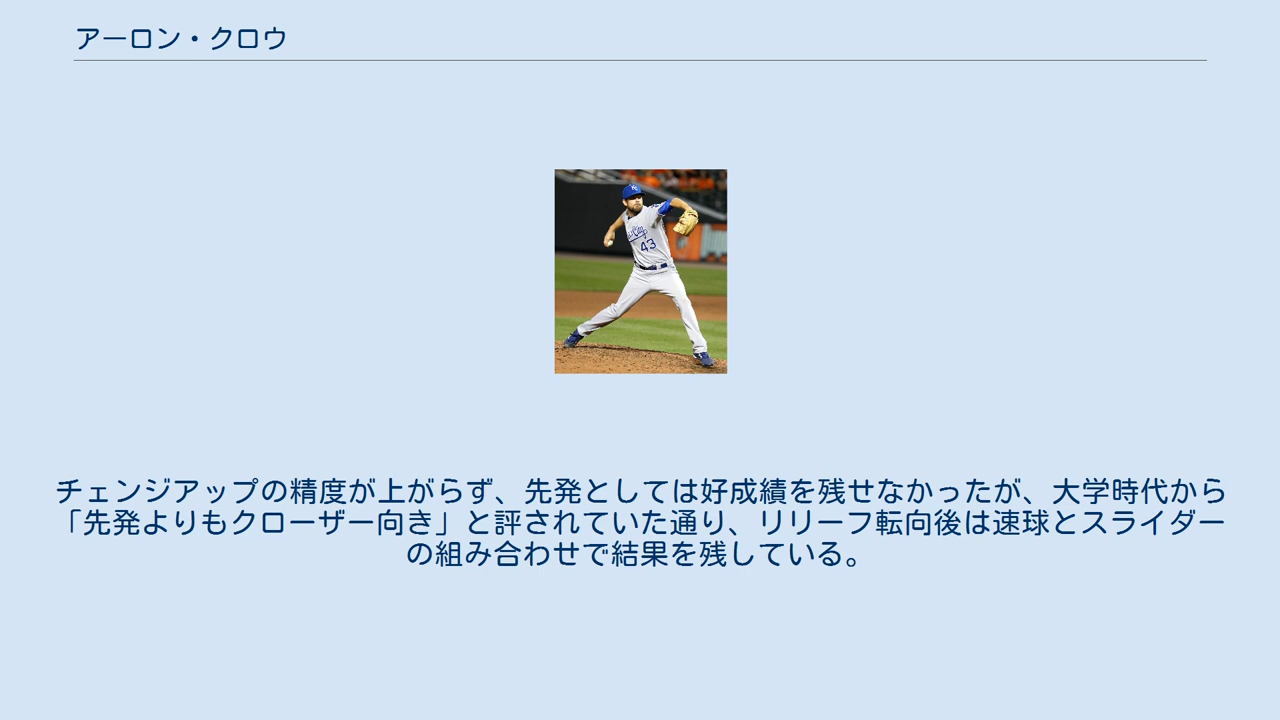 アーロン・クロウ
43
チェンジアップの精度が上がらず、先発としては好成績を残せなかったが、大学時代から
「先発よりもクローザー向き」と評されていた通り、リリーフ転向後は速球とスライダー
の組み合わせで結果を残している。